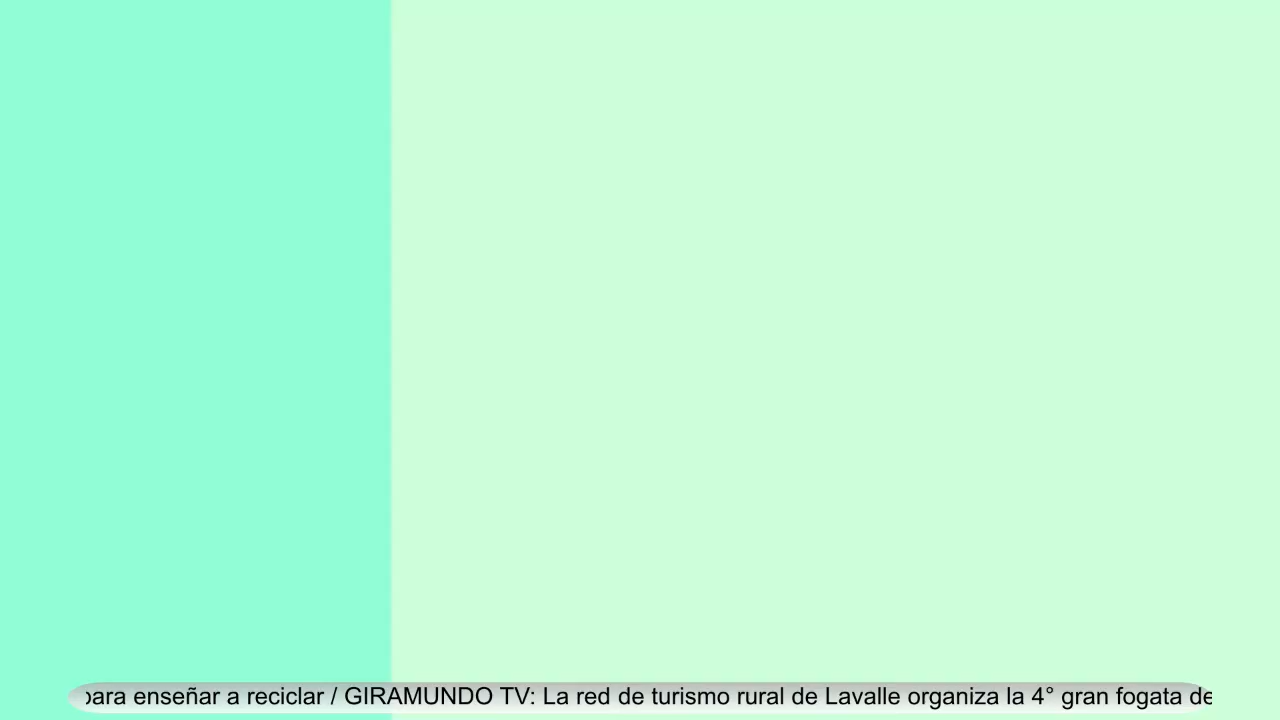 para enseñar a reciclar / GIRAMUNDO TV: La red de turismo rural de Lavalle organiza la 4° gran fogata de